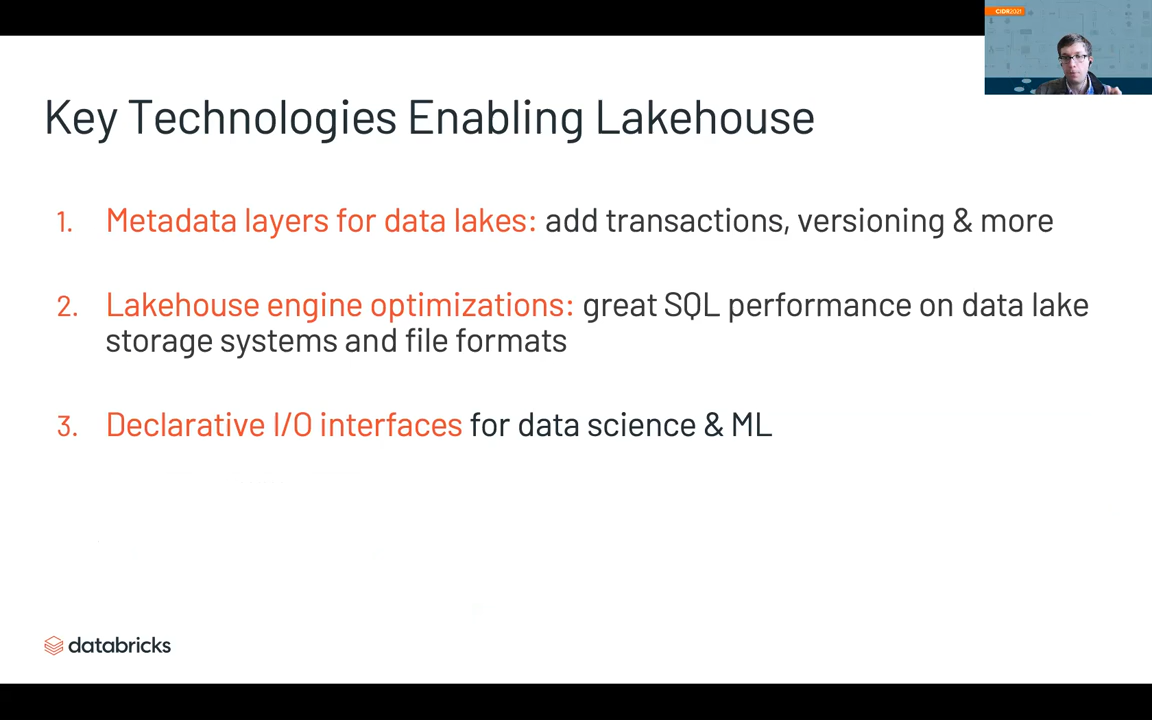 CIDR2021
Key Technologies Enabling Lakehouse
1. Metadata layers for data lakes: add transactions, versioning & more
2. Lakehouse engine optimizations: great SQL performance on data lake
storage systems and file formats
3. Declarative I/O interfaces for data science & ML
databricks